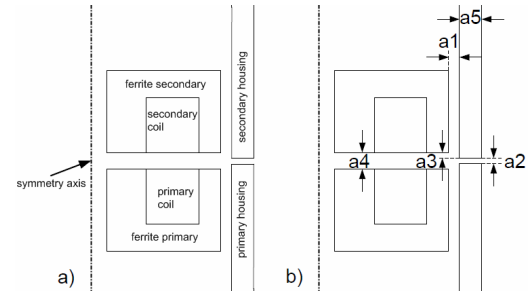 ferrite secondary
secondary
coil
secondary housing
symmetry axis
primary
coil
ferrite primary
primary housing
a)
a5
a1
a4
a3
a2
b)